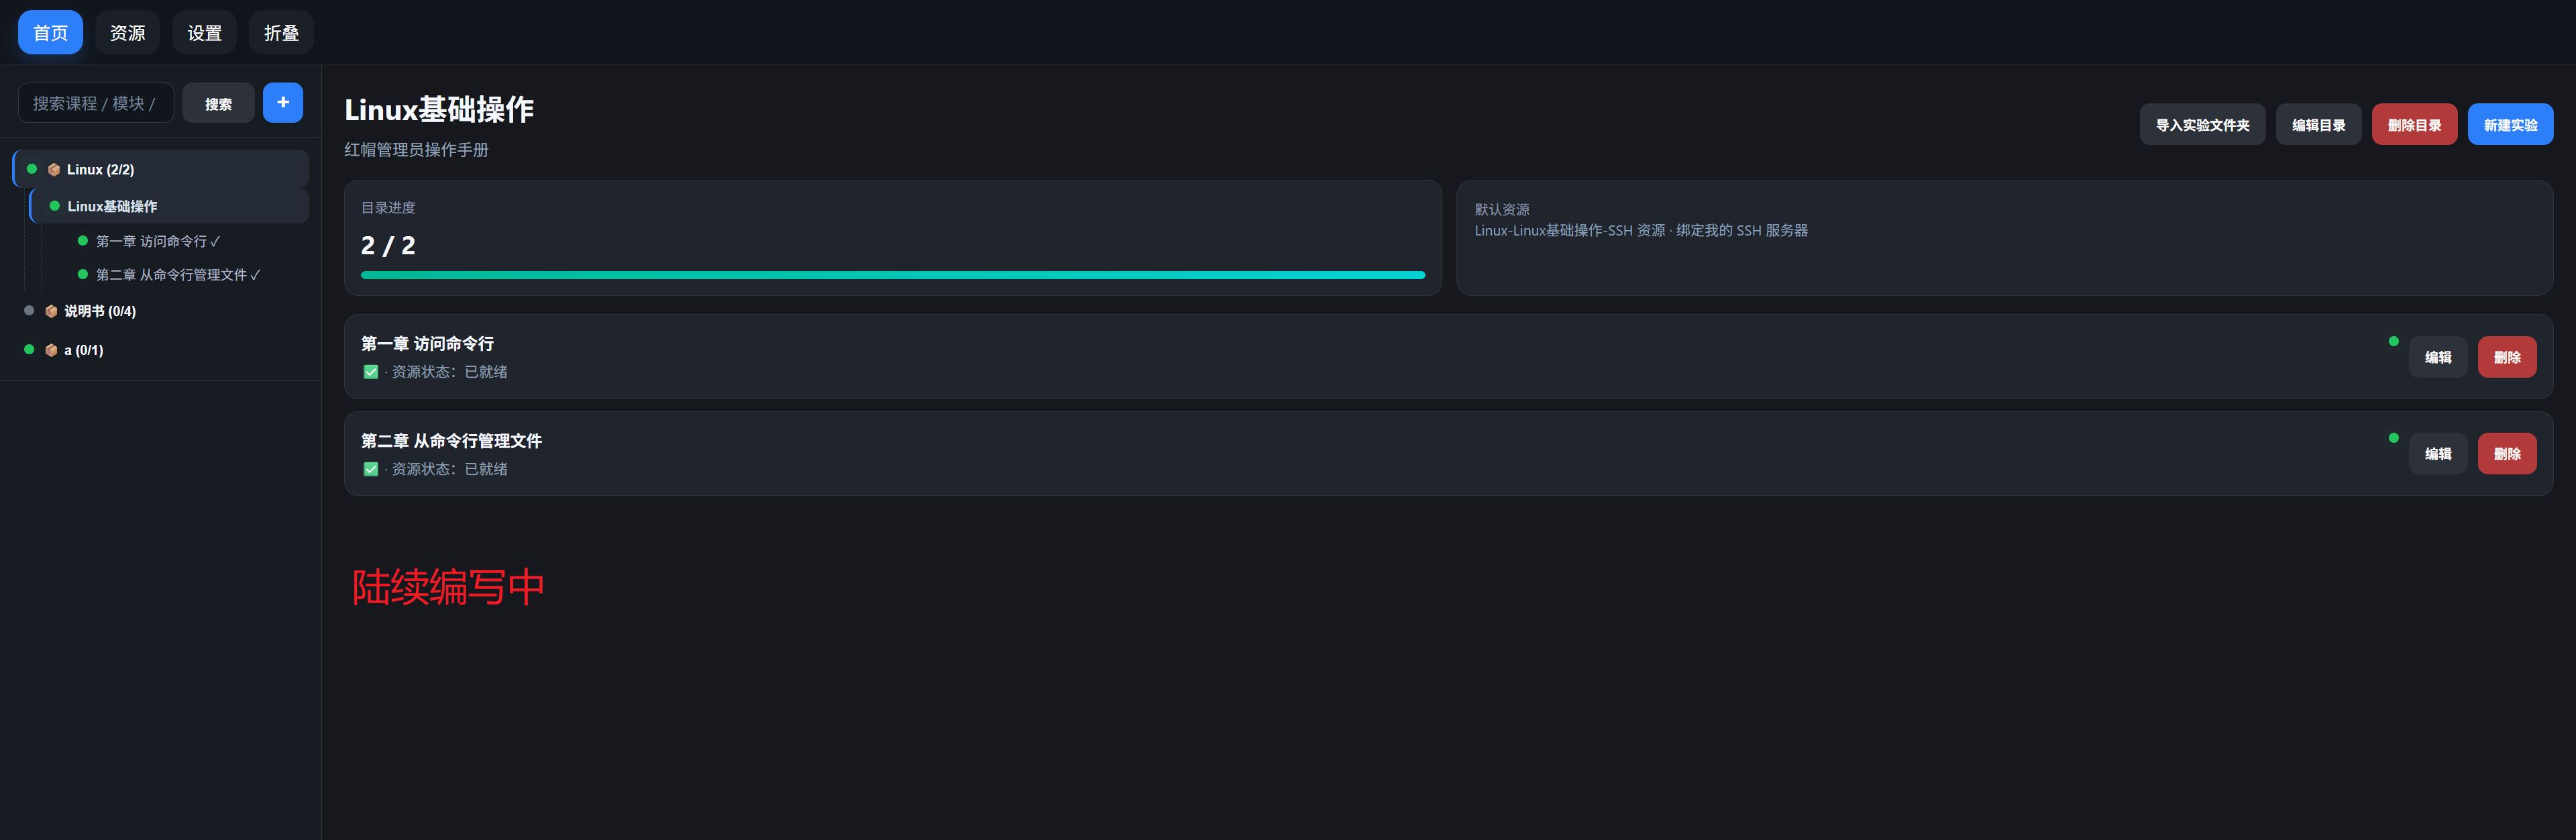 首页 资源 设置 折叠
搜索课程 / 模块 / 搜索 +
Linux (2/2)
Linux基础操作
第一章 访问命令行 ✓
第二章 从命令行管理文件 ✓
说明书 (0/4)
a (0/1)
Linux基础操作
红帽管理员操作手册
导入实验文件夹 编辑目录 删除目录 新建实验
目录进度
2 / 2
默认资源
Linux-Linux基础操作-SSH 资源 · 绑定我的 SSH 服务器
第一章 访问命令行
✅ · 资源状态：已就绪
编辑 删除
第二章 从命令行管理文件
✅ · 资源状态：已就绪
编辑 删除
陆续编写中